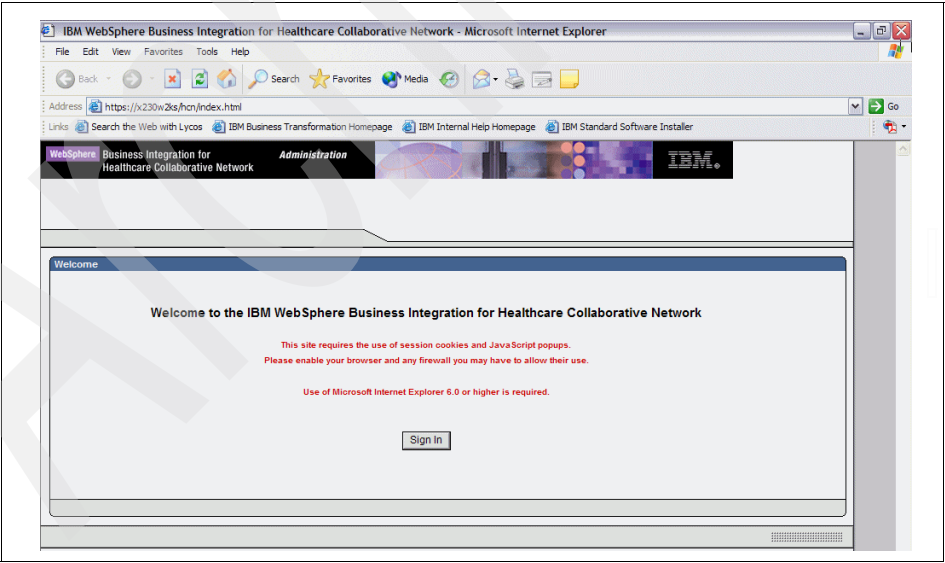 IBM WebSphere Business Integration for Healthcare Collaborative Network - Microsoft Internet Explorer
File Edit View Favorites Tools Help
Back Search Favorites Media
Address https://x230w2ks/hcn/index.html Go
Links Search the Web with Lycos IBM Business Transformation Homepage IBM Internal Help Homepage IBM Standard Software Installer
WebSphere Business Integration for Administration IBM.
Healthcare Collaborative Network
Welcome
Welcome to the IBM WebSphere Business Integration for Healthcare Collaborative Network
This site requires the use of session cookies and JavaScript popups.
Please enable your browser and any firewall you may have to allow their use.
Use of Microsoft Internet Explorer 6.0 or higher is required.
Sign In